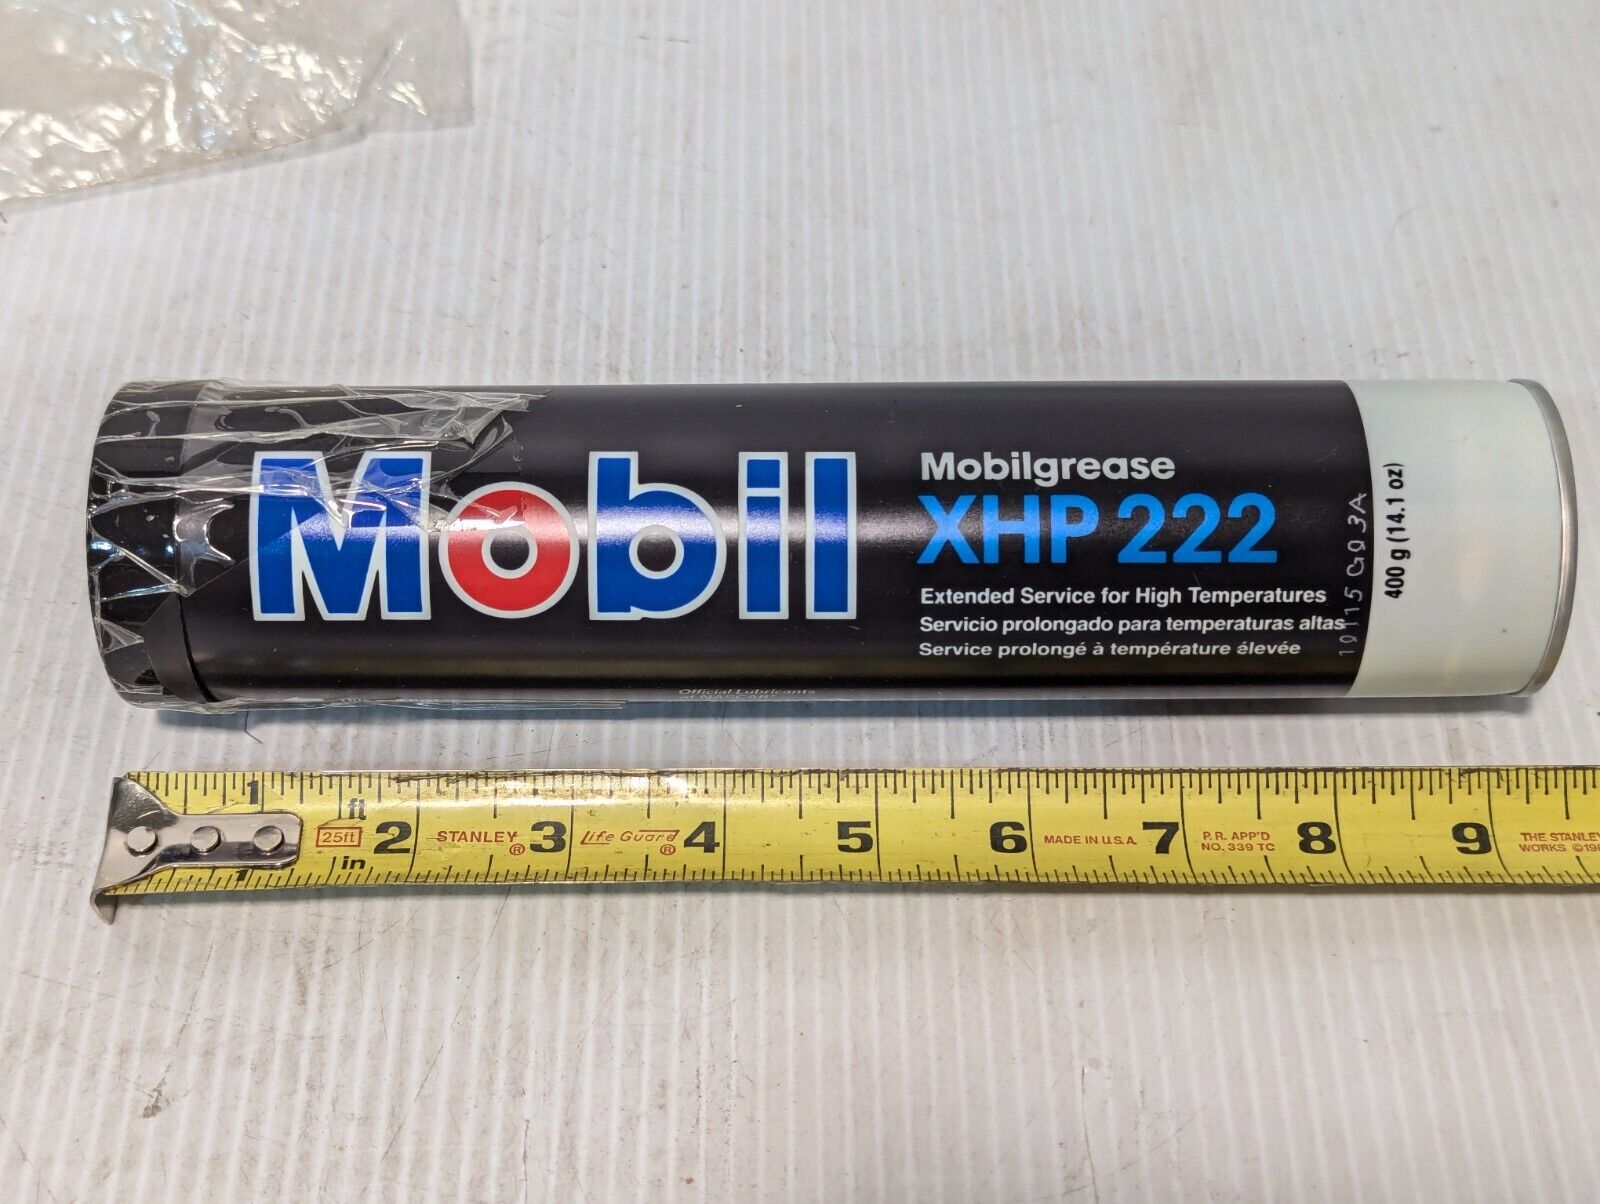 Mobil
Mobilgrease
XHP 222
Extended Service for High Temperatures
Servicio prolongado para temperaturas altas
Service prolongé à température élevée
400 g (14.1 oz)
Official Lubricants
1 ft 2 STANLEY® 3 Life Guard® 4 5 6 MADE IN U.S.A. 7 P.R. APP'D 8 9 THE STANLEY
25ft
in
1
NO. 339 TC
WORKS